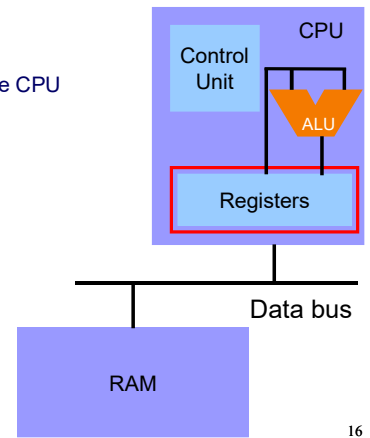 CPU
Control
Unit
e CPU
ALU
Registers
Data bus
RAM
16